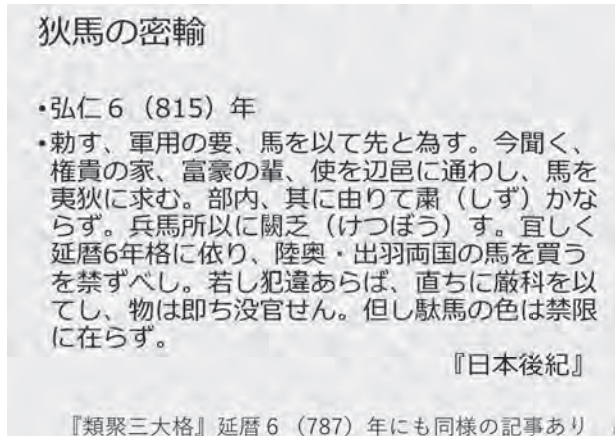 狄馬の密輸
•弘仁６（815）年
•勅す、軍用の要、馬を以て先と為す。今聞く、
権貴の家、富豪の輩、使を辺邑に通わし、馬を
夷狄に求む。部内、其に由りて粛（しず）かな
らず。兵馬所以に闕乏（けつぼう）す。宜しく
延暦6年格に依り、陸奥・出羽両国の馬を買う
を禁ずべし。若し犯違あらば、直ちに厳科を以
てし、物は即ち没官せん。但し駄馬の色は禁限
に在らず。
『日本後紀』
『類聚三大格』延暦６（787）年にも同様の記事あり